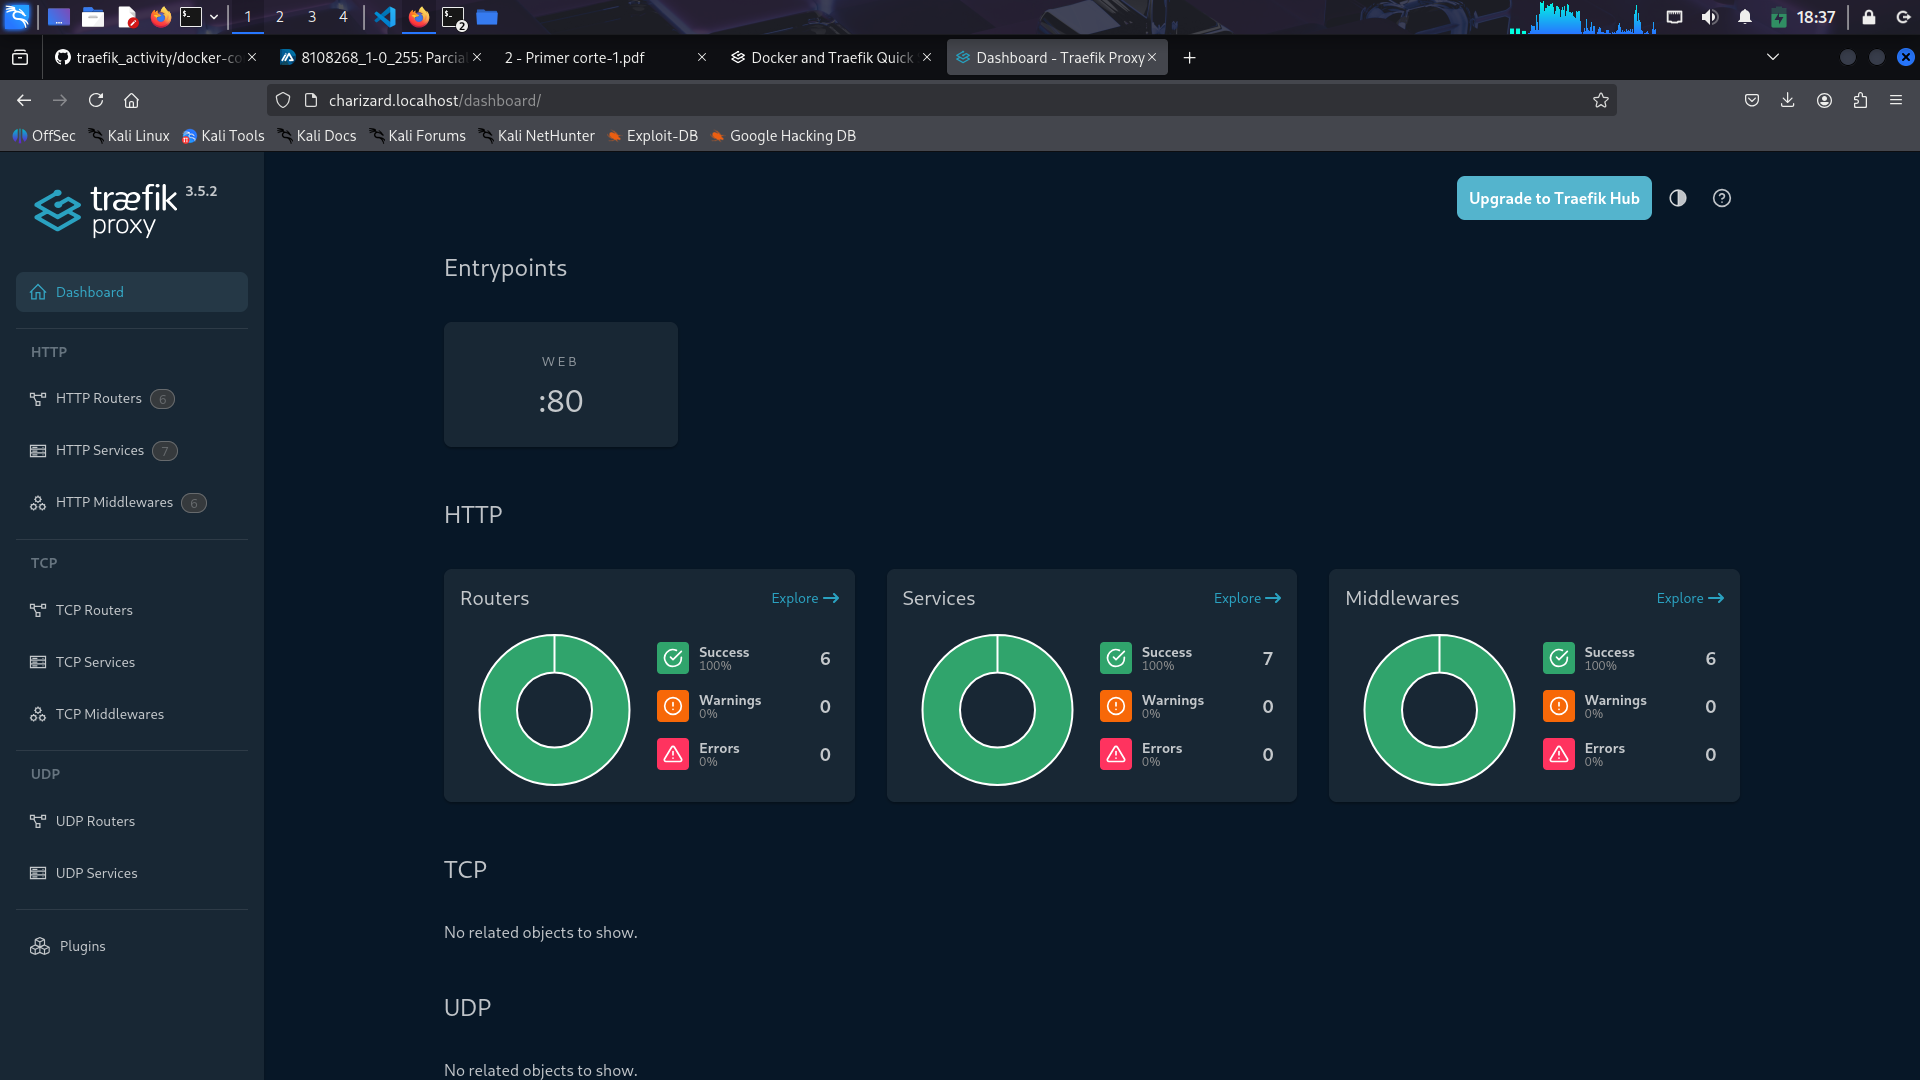 1 2 3 4 2 18:37
traefik_activity/docker-co 8108268_1-0_255: Parcia 2 - Primer corte-1.pdf Docker and Traefik Quick Dashboard - Traefik Proxy
charizard.localhost/dashboard/
OffSec Kali Linux Kali Tools Kali Docs Kali Forums Kali NetHunter Exploit-DB Google Hacking DB
træfik 3.5.2
proxy
Upgrade to Traefik Hub
Dashboard
HTTP
HTTP Routers 6
HTTP Services 7
HTTP Middlewares 6
TCP
TCP Routers
TCP Services
TCP Middlewares
UDP
UDP Routers
UDP Services
Plugins
Entrypoints
WEB
:80
HTTP
Routers Explore
Success 6
100%
Warnings 0
0%
Errors 0
0%
Services Explore
Success 7
100%
Warnings 0
0%
Errors 0
0%
Middlewares Explore
Success 6
100%
Warnings 0
0%
Errors 0
0%
TCP
No related objects to show.
UDP
No related objects to show.